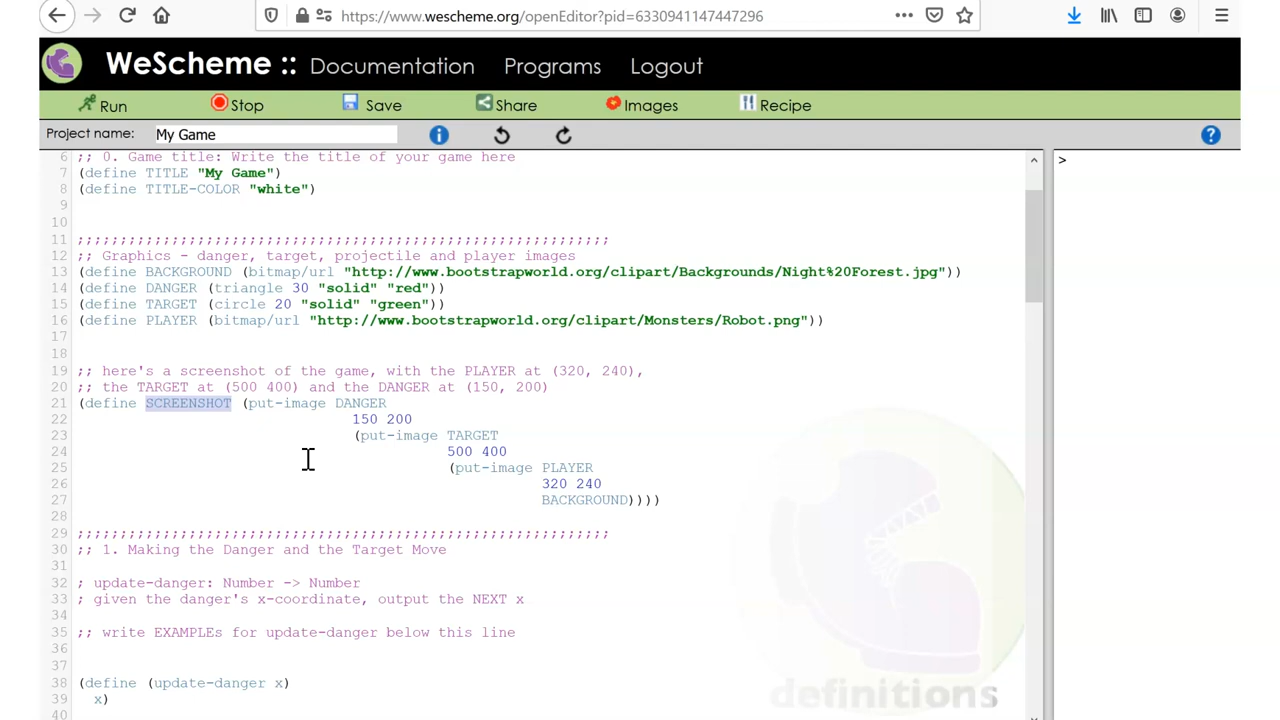 https://www.wescheme.org/openEditor?pid=6330941147447296
WeScheme :: Documentation Programs Logout
Run Stop Save Share Images Recipe
Project name: My Game
6 ;; 0. Game title: Write the title of your game here
7 (define TITLE "My Game")
8 (define TITLE-COLOR "white")
9
10
11 ;;;;;;;;;;;;;;;;;;;;;;;;;;;;;;;;;;;;;;;;;;;;;;;;;;;;;;;;;;;;;;
12 ;; Graphics - danger, target, projectile and player images
13 (define BACKGROUND (bitmap/url "http://www.bootstrapworld.org/clipart/Backgrounds/Night%20Forest.jpg"))
14 (define DANGER (triangle 30 "solid" "red"))
15 (define TARGET (circle 20 "solid" "green"))
16 (define PLAYER (bitmap/url "http://www.bootstrapworld.org/clipart/Monsters/Robot.png"))
17
18
19 ;; here's a screenshot of the game, with the PLAYER at (320, 240),
20 ;; the TARGET at (500 400) and the DANGER at (150, 200)
21 (define SCREENSHOT (put-image DANGER
22 150 200
23 (put-image TARGET
24 500 400
25 (put-image PLAYER
26 320 240
27 BACKGROUND))))
28
29 ;;;;;;;;;;;;;;;;;;;;;;;;;;;;;;;;;;;;;;;;;;;;;;;;;;;;;;;;;;;;;;
30 ;; 1. Making the Danger and the Target Move
31
32 ; update-danger: Number -> Number
33 ; given the danger's x-coordinate, output the NEXT x
34
35 ;; write EXAMPLEs for update-danger below this line
36
37
38 (define (update-danger x)
39 x)
40
definitions
>